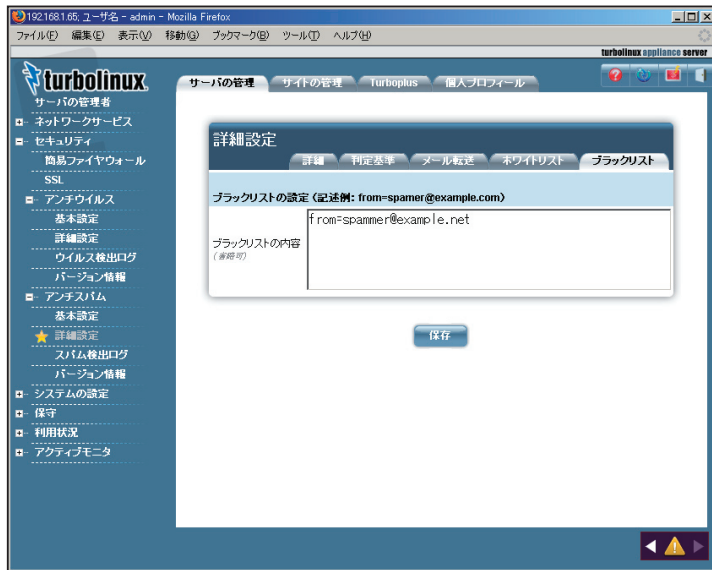 192.168.1.65; ユーザ名 - admin - Mozilla Firefox
ファイル(F) 編集(E) 表示(V) 移動(G) ブックマーク(B) ツール(T) ヘルプ(H)
turbolinux appliance server
turbolinux
サーバの管理 サイトの管理 Turboplus 個人プロフィール
サーバの管理者
ネットワークサービス
セキュリティ
簡易ファイヤウォール
SSL
アンチウイルス
基本設定
詳細設定
ウイルス検出ログ
バージョン情報
アンチスパム
基本設定
詳細設定
スパム検出ログ
バージョン情報
システムの設定
保守
利用状況
アクティブモニタ
詳細設定
詳細 判定基準 メール転送 ホワイトリスト ブラックリスト
ブラックリストの設定 (記述例: from=spamer@example.com)
ブラックリストの内容
(省略可)
from=spammer@example.net
保存